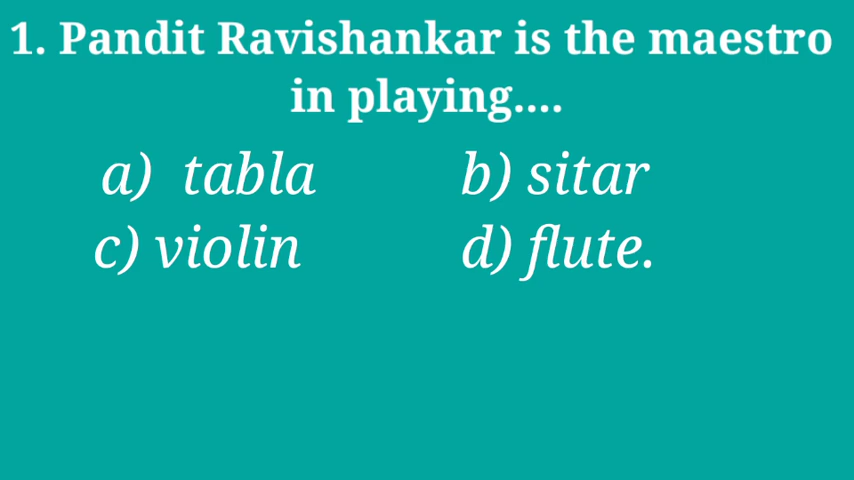 1. Pandit Ravishankar is the maestro
in playing....
a) tabla b) sitar
c) violin d) flute.